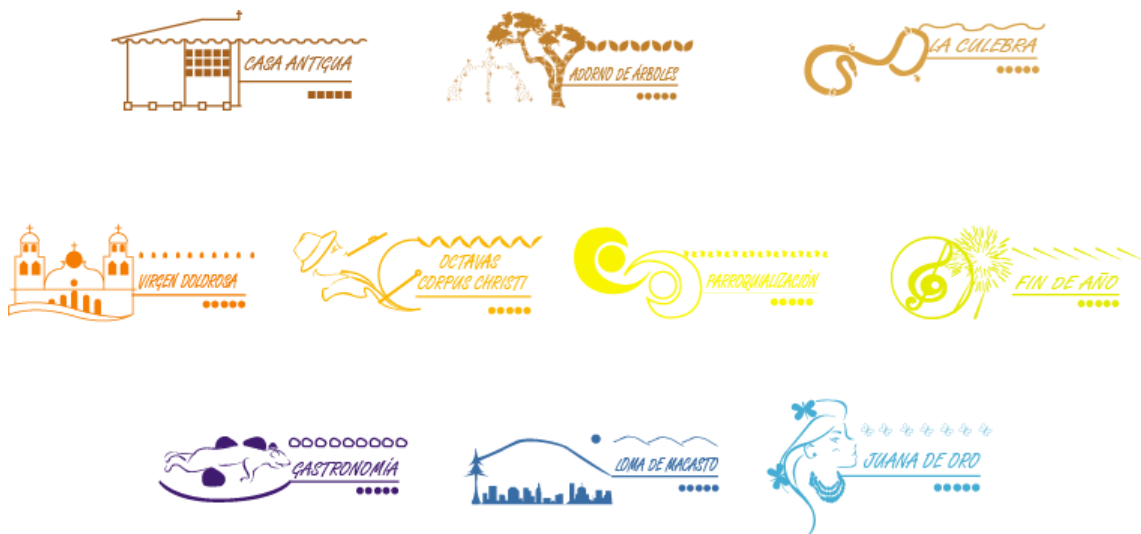 CASA ANTIGUA
ADORNO DE ÁRBOLES
LA CULEBRA
VIRGEN DOLOROSA
OCTAVAS
CORPUS CHRISTI
PARROQUIALIZACIÓN
FIN DE AÑO
GASTRONOMÍA
LOMA DE MACASTO
JUANA DE ORO